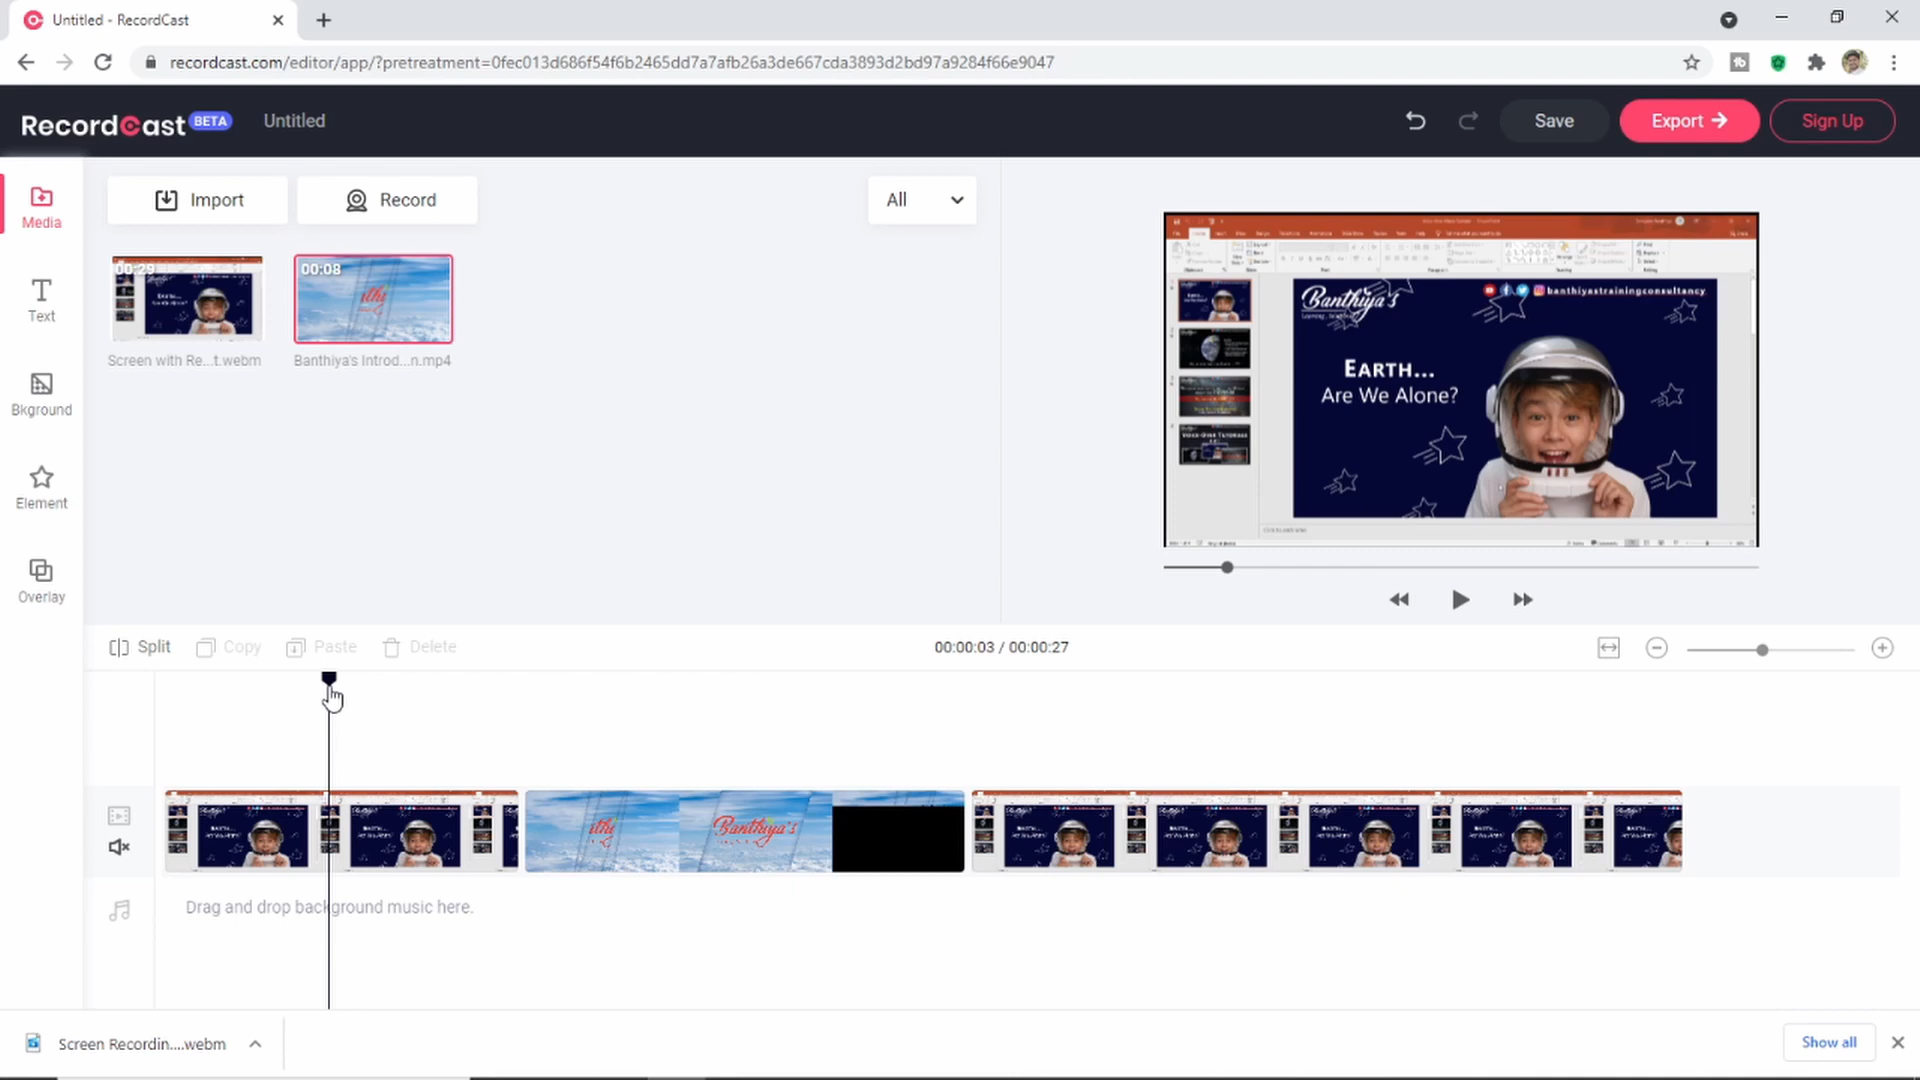 Untitled - RecordCast
recordcast.com/editor/app/?pretreatment=0fec013d686f54f6b2465dd7a7afb26a3de667cda3893d2bd97a9284f66e9047
RecordCast BETA Untitled
Save Export → Sign Up
Media
Text
Bkground
Element
Overlay
Import Record All
00:29
00:08
Screen with Re...t.webm Banthiya's Introd...n.mp4
Banthiya's banthiyastrainingconsultancy
EARTH...
Are We Alone?
Split Copy Paste Delete 00:00:03 / 00:00:27
Banthiya's
Drag and drop background music here.
Screen Recordin....webm Show all